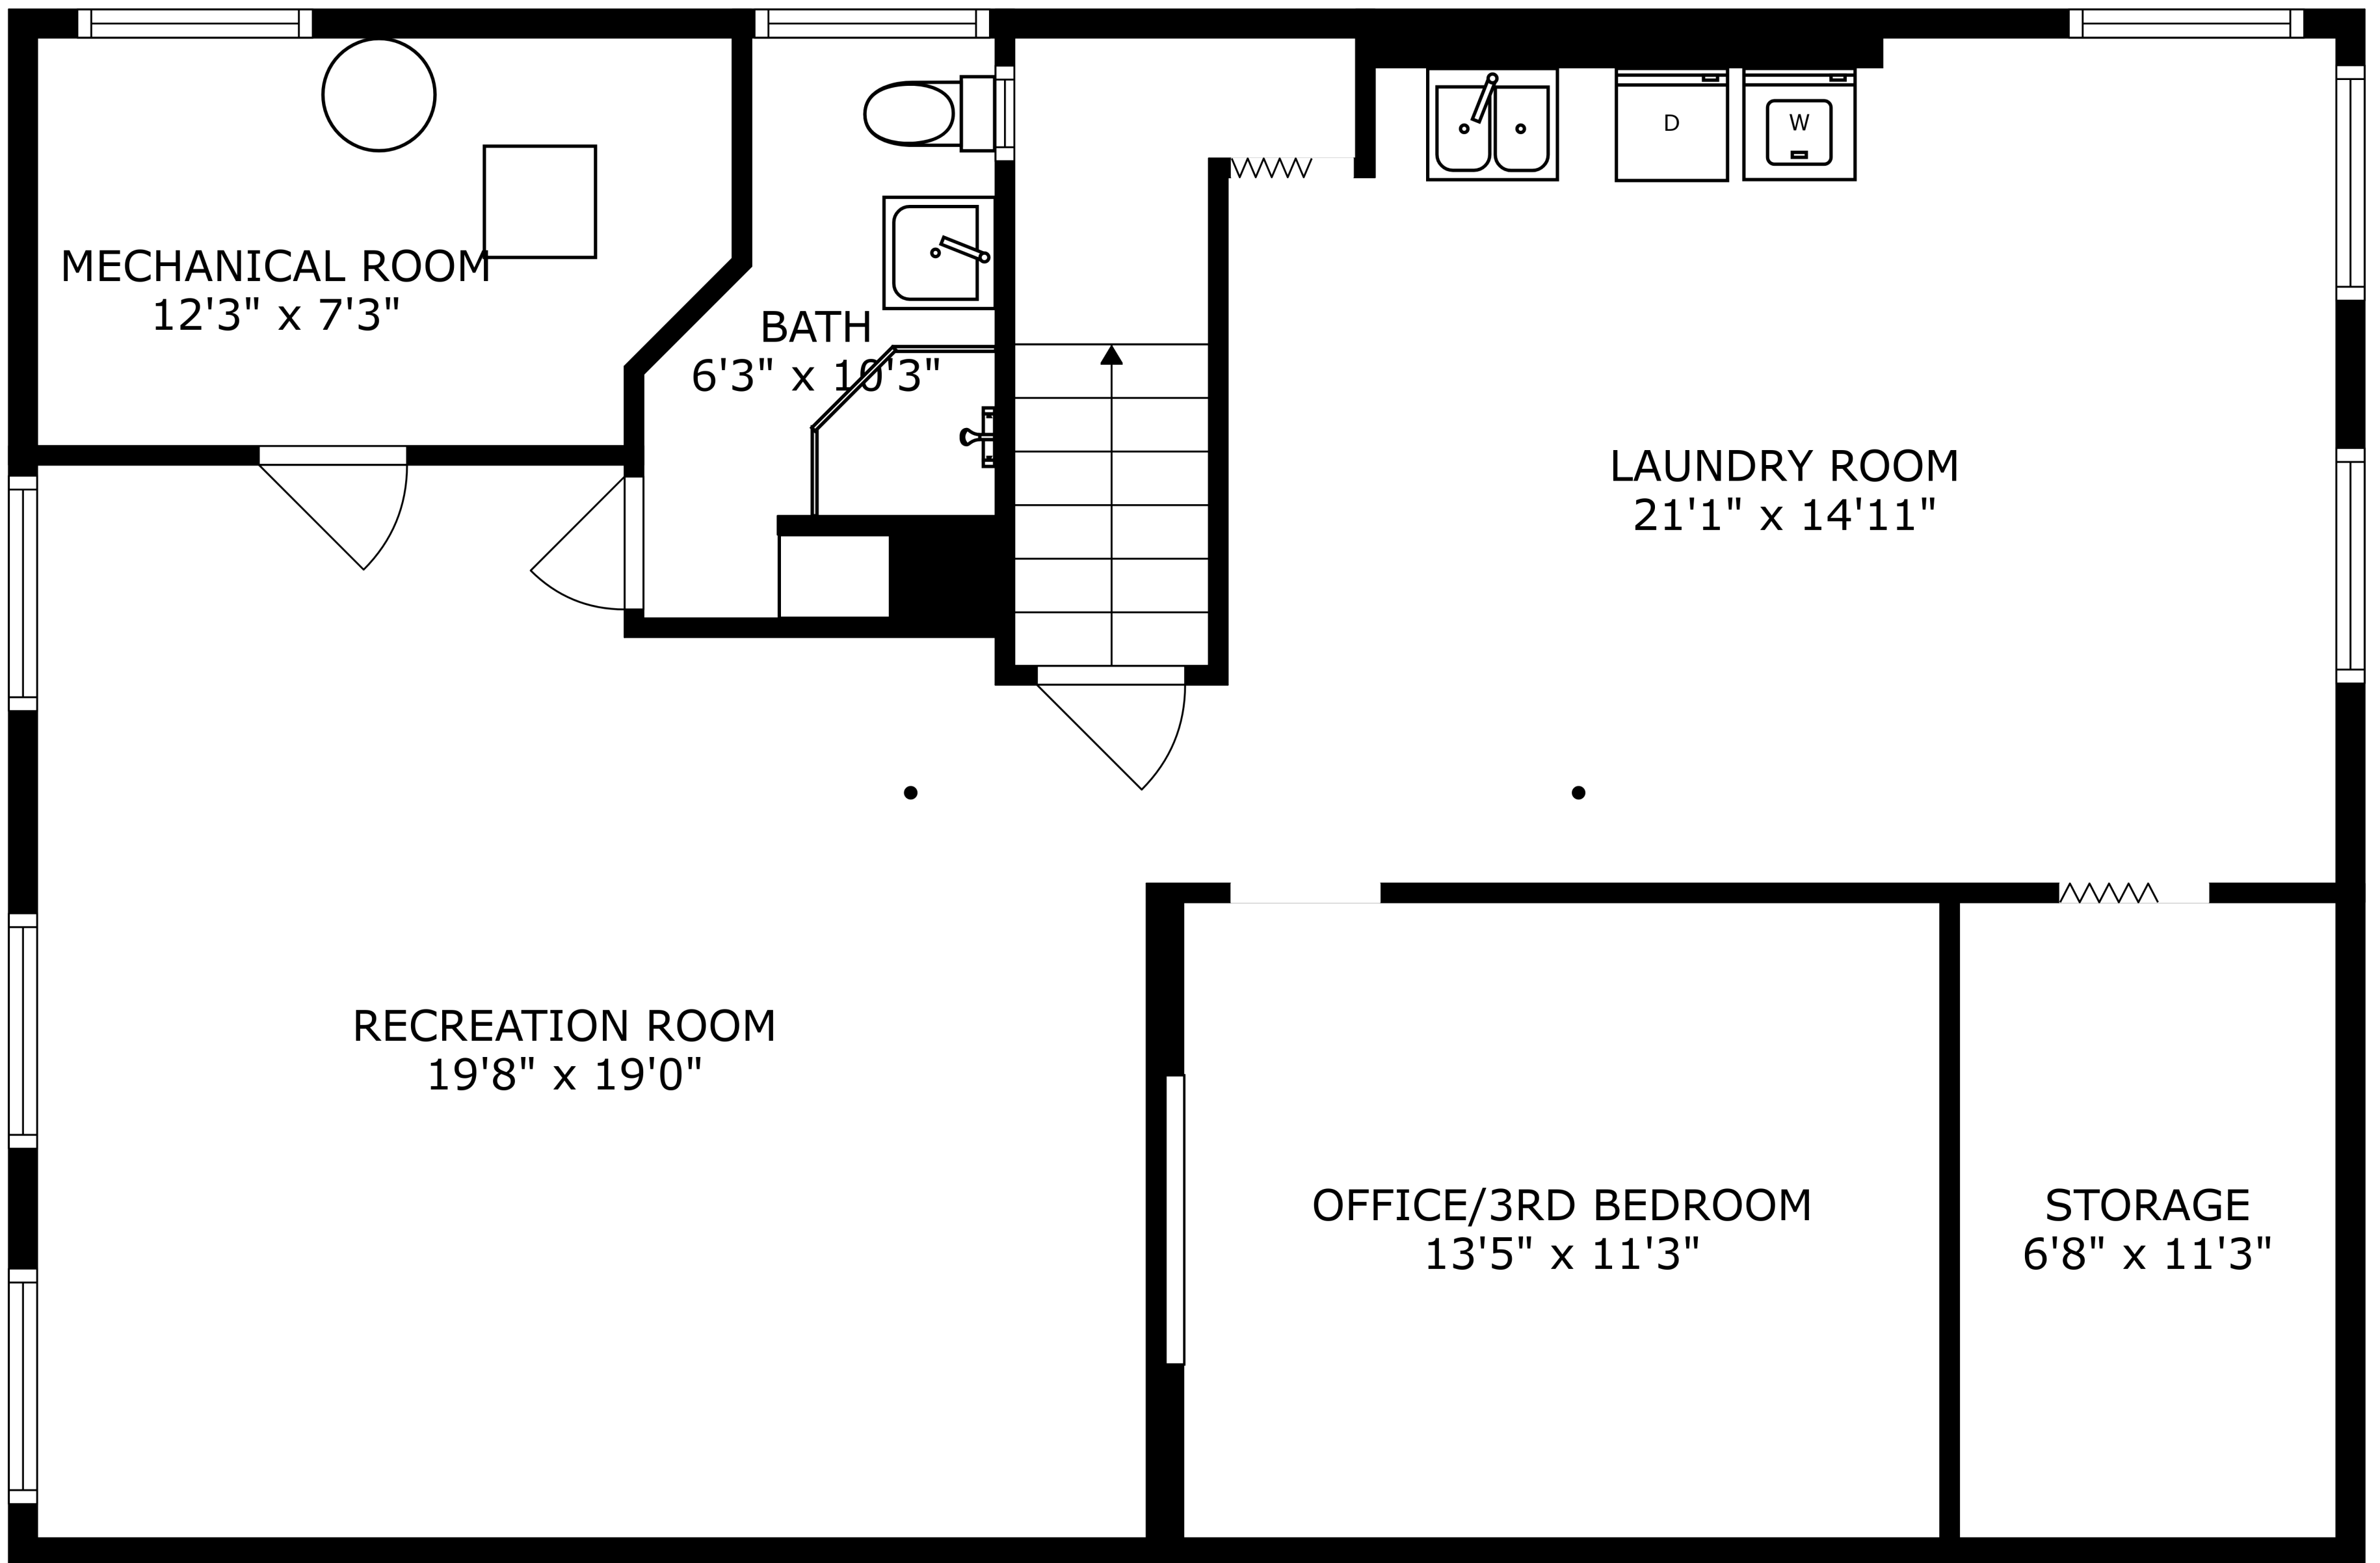 D
W
MECHANICAL ROOM
12'3" x 7'3"
BATH
6'3" x 10'3"
LAUNDRY ROOM
21'1" x 14'11"
RECREATION ROOM
19'8" x 19'0"
OFFICE/3RD BEDROOM
13'5" x 11'3"
STORAGE
6'8" x 11'3"